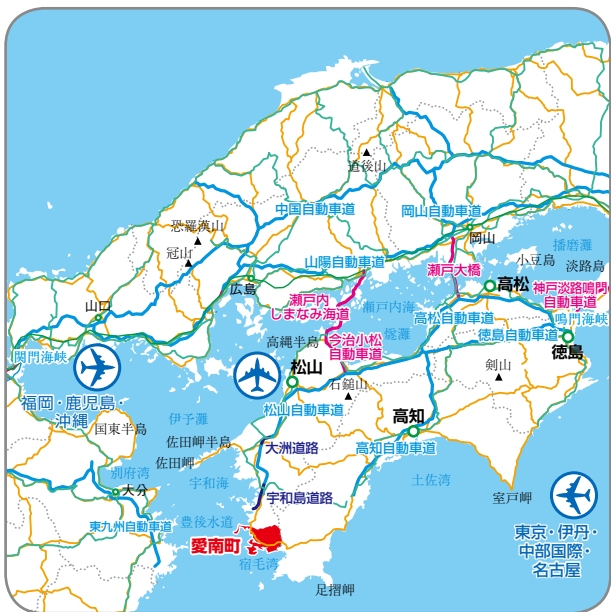 道後山
中国自動車道
岡山自動車道
恐羅漢山
冠山
岡山
播磨灘
山陽自動車道
瀬戸大橋
小豆島
淡路島
広島
高松
神戸淡路鳴門
自動車道
瀬戸内
しまなみ海道
瀬戸内海
山口
高松自動車道
鳴門海峡
燧灘
徳島自動車道
高縄半島
今治小松
自動車道
徳島
関門海峡
松山
石鎚山
剣山
福岡・鹿児島・
沖縄
松山自動車道
高知
伊予灘
国東半島
佐田岬半島
大洲道路
高知自動車道
佐田岬
別府湾
宇和海
土佐湾
大分
宇和島道路
室戸岬
東九州自動車道
豊後水道
東京・伊丹・
中部国際・
名古屋
愛南町
宿毛湾
足摺岬